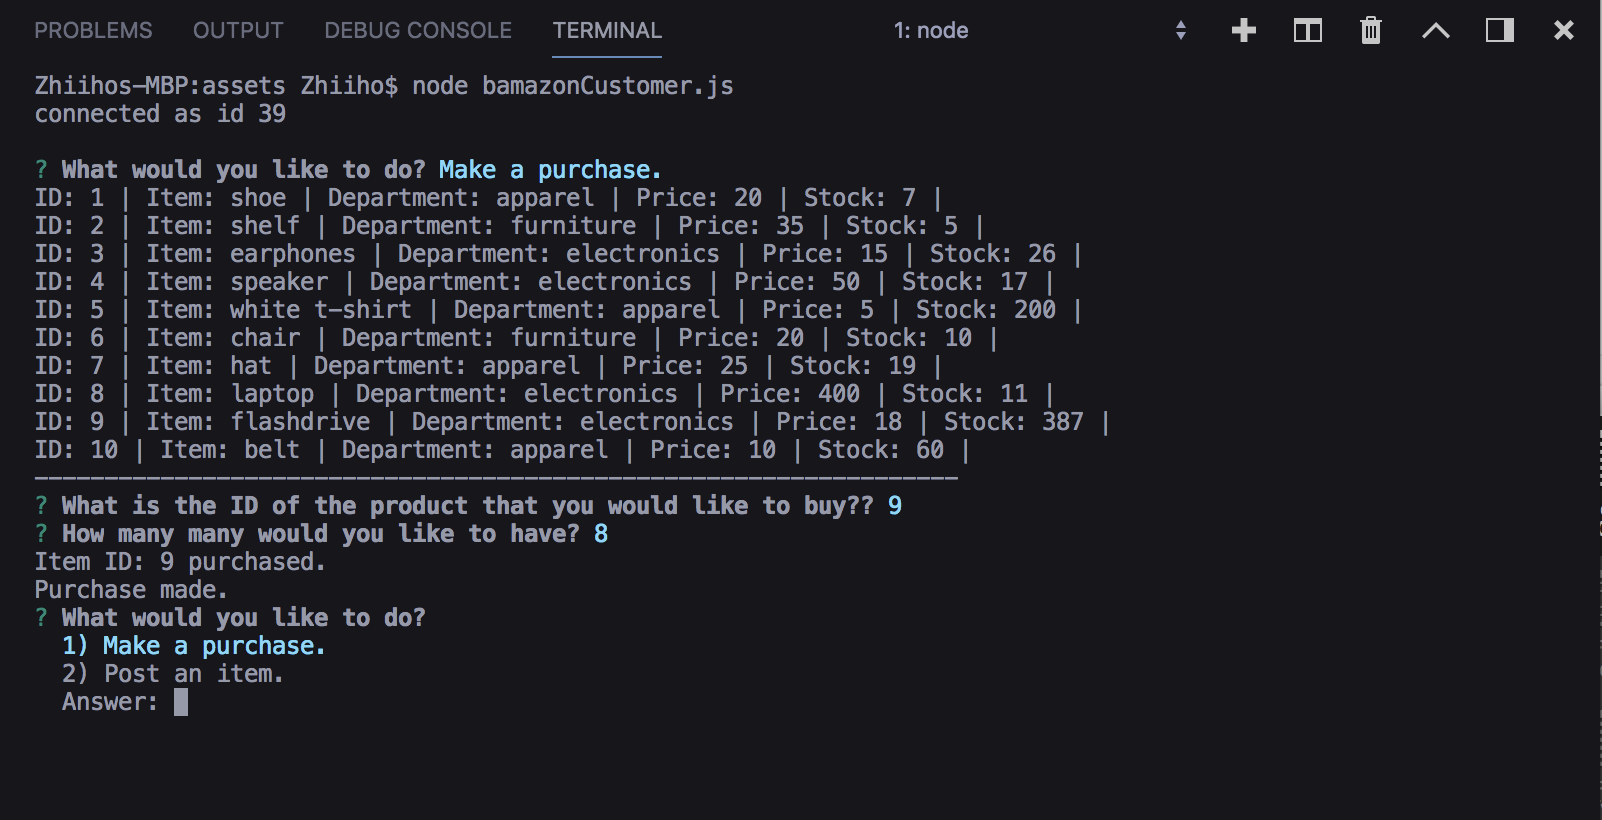 PROBLEMS OUTPUT DEBUG CONSOLE TERMINAL 1: node
Zhiihos-MBP:assets Zhiiho$ node bamazonCustomer.js
connected as id 39
? What would you like to do? Make a purchase.
ID: 1 | Item: shoe | Department: apparel | Price: 20 | Stock: 7 |
ID: 2 | Item: shelf | Department: furniture | Price: 35 | Stock: 5 |
ID: 3 | Item: earphones | Department: electronics | Price: 15 | Stock: 26 |
ID: 4 | Item: speaker | Department: electronics | Price: 50 | Stock: 17 |
ID: 5 | Item: white t-shirt | Department: apparel | Price: 5 | Stock: 200 |
ID: 6 | Item: chair | Department: furniture | Price: 20 | Stock: 10 |
ID: 7 | Item: hat | Department: apparel | Price: 25 | Stock: 19 |
ID: 8 | Item: laptop | Department: electronics | Price: 400 | Stock: 11 |
ID: 9 | Item: flashdrive | Department: electronics | Price: 18 | Stock: 387 |
ID: 10 | Item: belt | Department: apparel | Price: 10 | Stock: 60 |
------------------------------------------------------------------
? What is the ID of the product that you would like to buy?? 9
? How many many would you like to have? 8
Item ID: 9 purchased.
Purchase made.
? What would you like to do?
1) Make a purchase.
2) Post an item.
Answer: